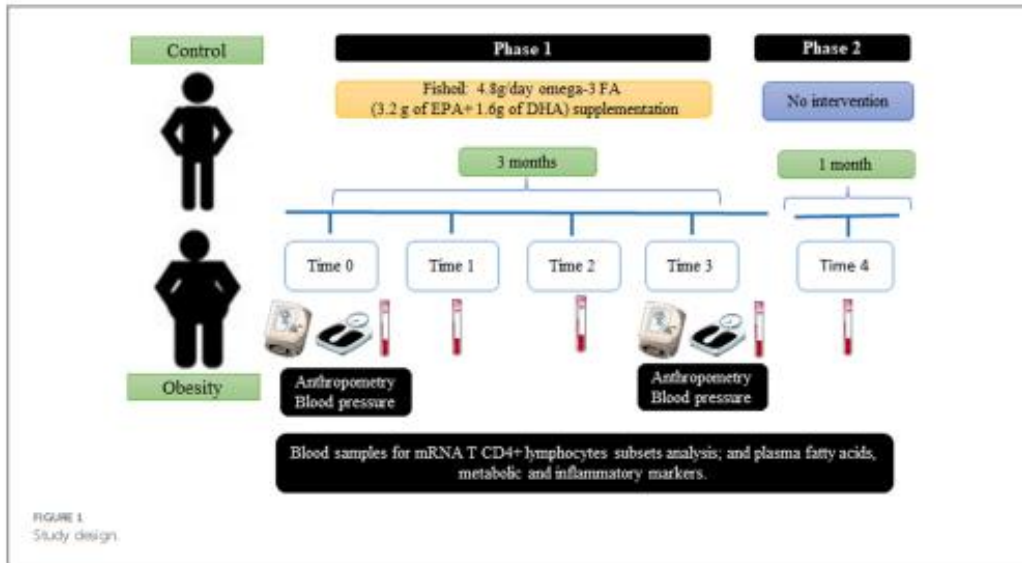 Control
Phase 1
Phase 2
Fishoil: 4.8g/day omega-3 FA
(3.2 g of EPA+ 1.6g of DHA) supplementation
No intervention
3 months
1 month
Time 0
Time 1
Time 2
Time 3
Time 4
Obesity
Anthropometry
Blood pressure
Anthropometry
Blood pressure
Blood samples for mRNA T CD4+ lymphocytes subsets analysis; and plasma fatty acids,
metabolic and inflammatory markers.
FIGURE 1
Study design.